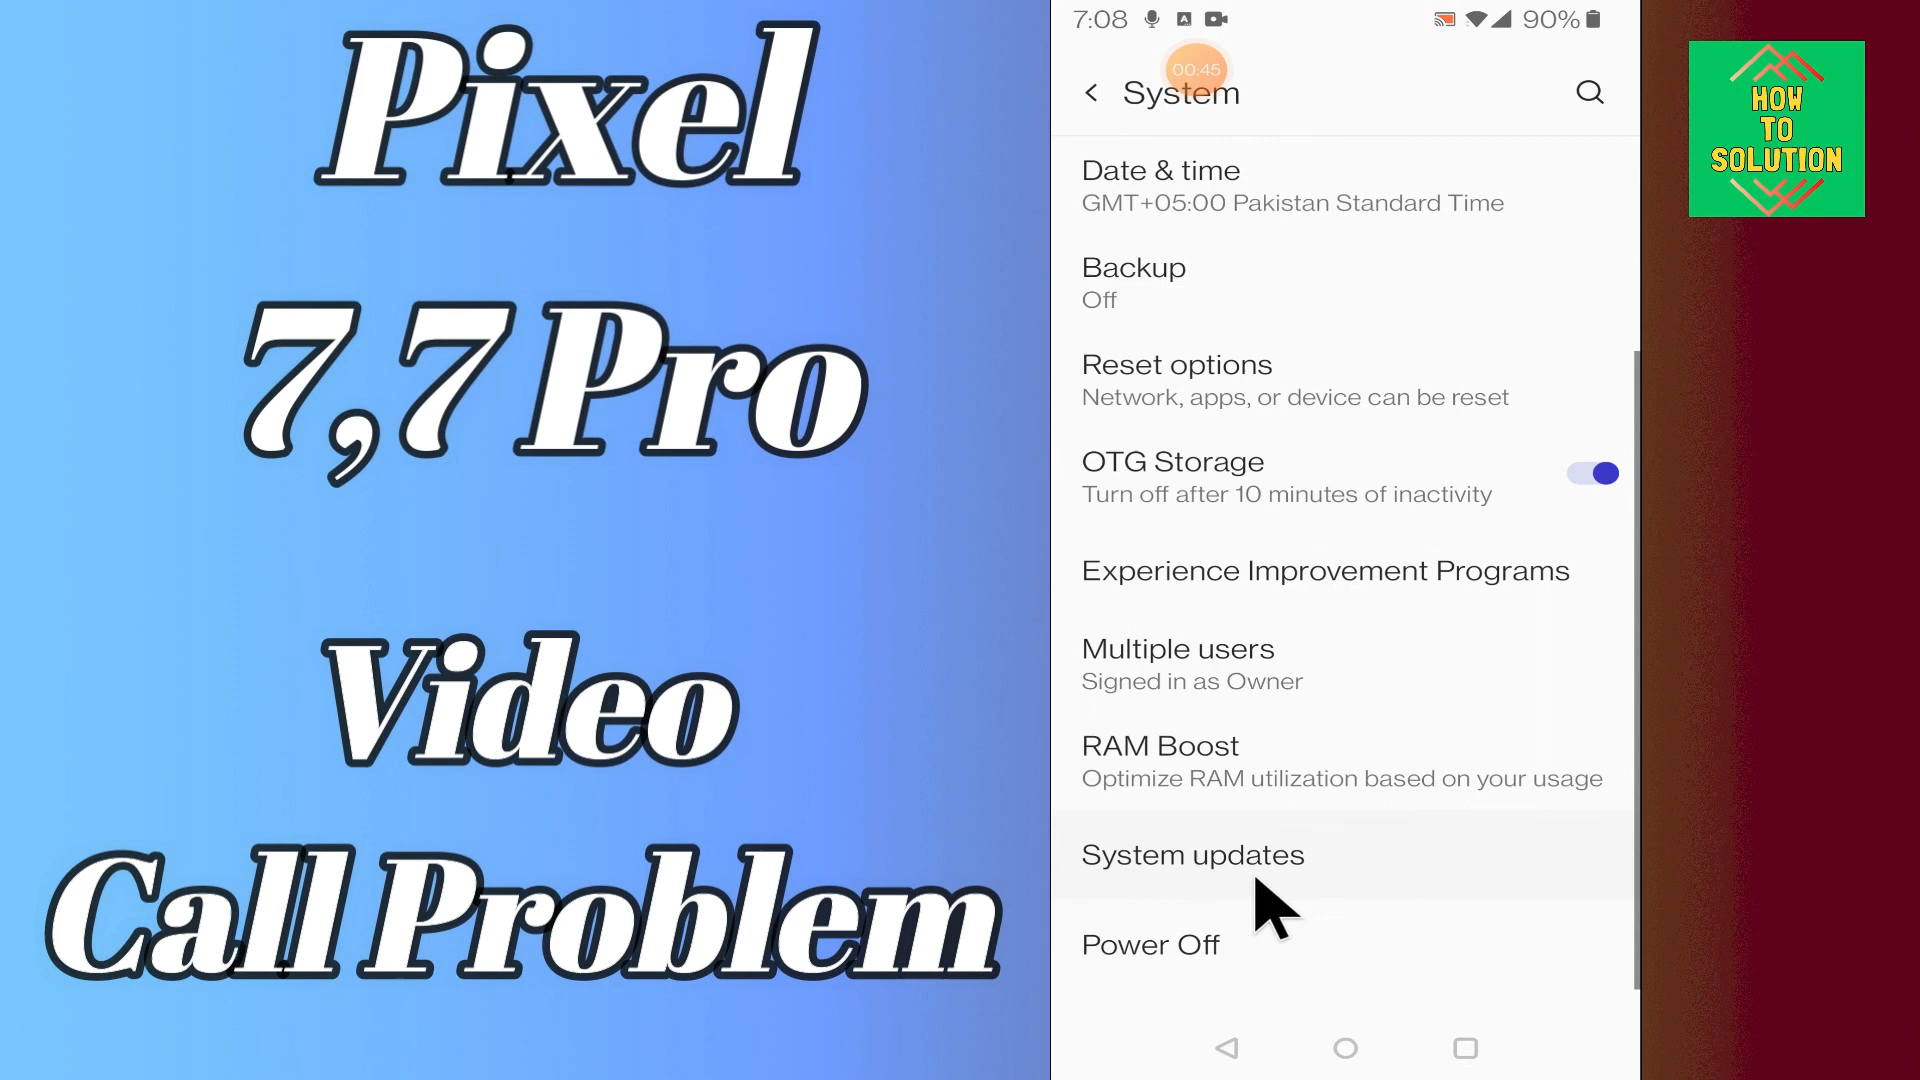 Pixel
7,7 Pro
Video
Call Problem
7:08
90%
00:45
System
Date & time
GMT+05:00 Pakistan Standard Time
Backup
Off
Reset options
Network, apps, or device can be reset
OTG Storage
Turn off after 10 minutes of inactivity
Experience Improvement Programs
Multiple users
Signed in as Owner
RAM Boost
Optimize RAM utilization based on your usage
System updates
Power Off
HOW
TO
SOLUTION